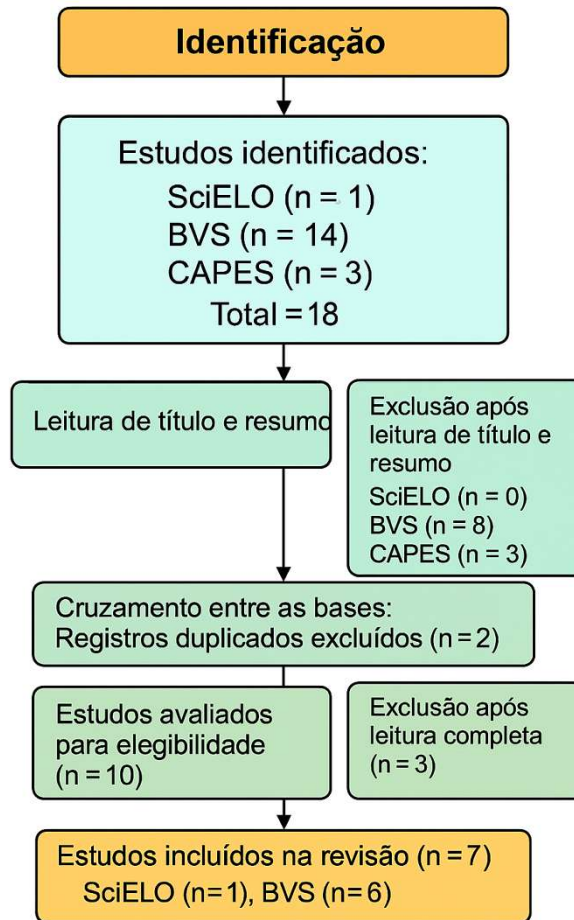 Identificação
Estudos identificados:
SciELO (n = 1)
BVS (n = 14)
CAPES (n = 3)
Total = 18
Leitura de título e resumo
Exclusão após
leitura de título e
resumo
SciELO (n = 0)
BVS (n = 8)
CAPES (n = 3)
Cruzamento entre as bases:
Registros duplicados excluídos (n = 2)
Estudos avaliados
para elegibilidade
(n = 10)
Exclusão após
leitura completa
(n = 3)
Estudos incluídos na revisão (n = 7)
SciELO (n=1), BVS (n=6)